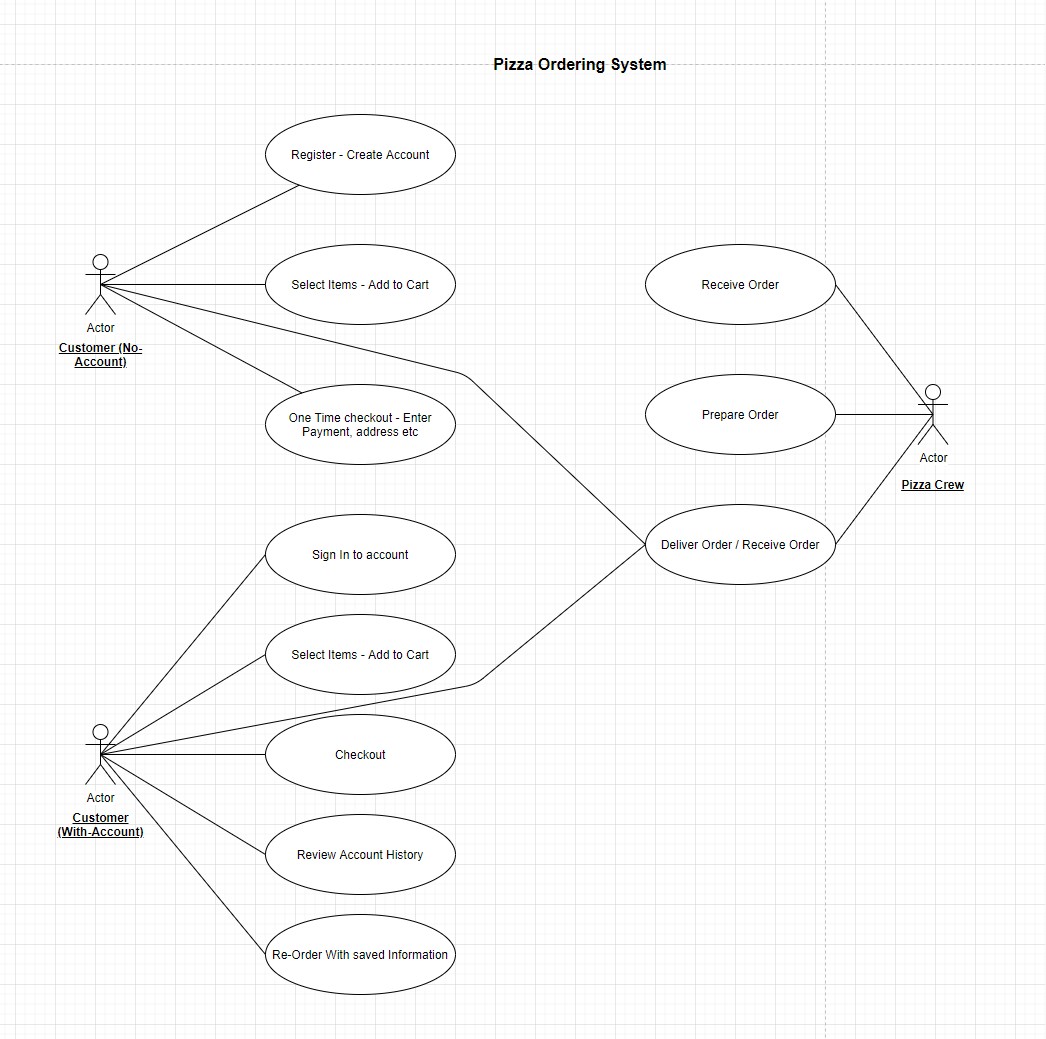 Pizza Ordering System
Register - Create Account
Select Items - Add to Cart
Actor
Customer (No-
Account)
One Time checkout - Enter
Payment, address etc
Receive Order
Prepare Order
Actor
Pizza Crew
Deliver Order / Receive Order
Sign In to account
Select Items - Add to Cart
Checkout
Actor
Customer
(With-Account)
Review Account History
Re-Order With saved Information